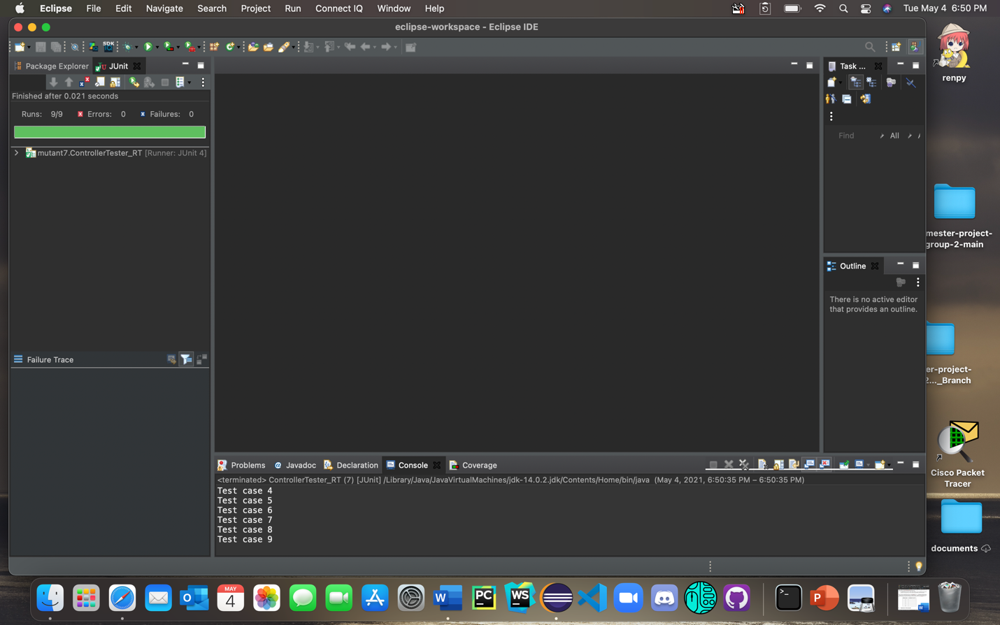 Eclipse File Edit Navigate Search Project Run Connect IQ Window Help Tue May 4 6:50 PM
eclipse-workspace - Eclipse IDE
SDK
Package Explorer JUnit
Finished after 0.021 seconds
Runs: 9/9 Errors: 0 Failures: 0
mutant7.ControllerTester_RT [Runner: JUnit 4]
Failure Trace
Task ...
Find All
Outline
There is no active editor
that provides an outline.
Problems Javadoc Declaration Console Coverage
<terminated> ControllerTester_RT (7) [JUnit] /Library/Java/JavaVirtualMachines/jdk-14.0.2.jdk/Contents/Home/bin/java (May 4, 2021, 6:50:35 PM – 6:50:35 PM)
Test case 4
Test case 5
Test case 6
Test case 7
Test case 8
Test case 9
renpy
mester-project-
group-2-main
er-project-
2..._Branch
Cisco Packet
Tracer
documents
MAY
4
W
PC
WS
P